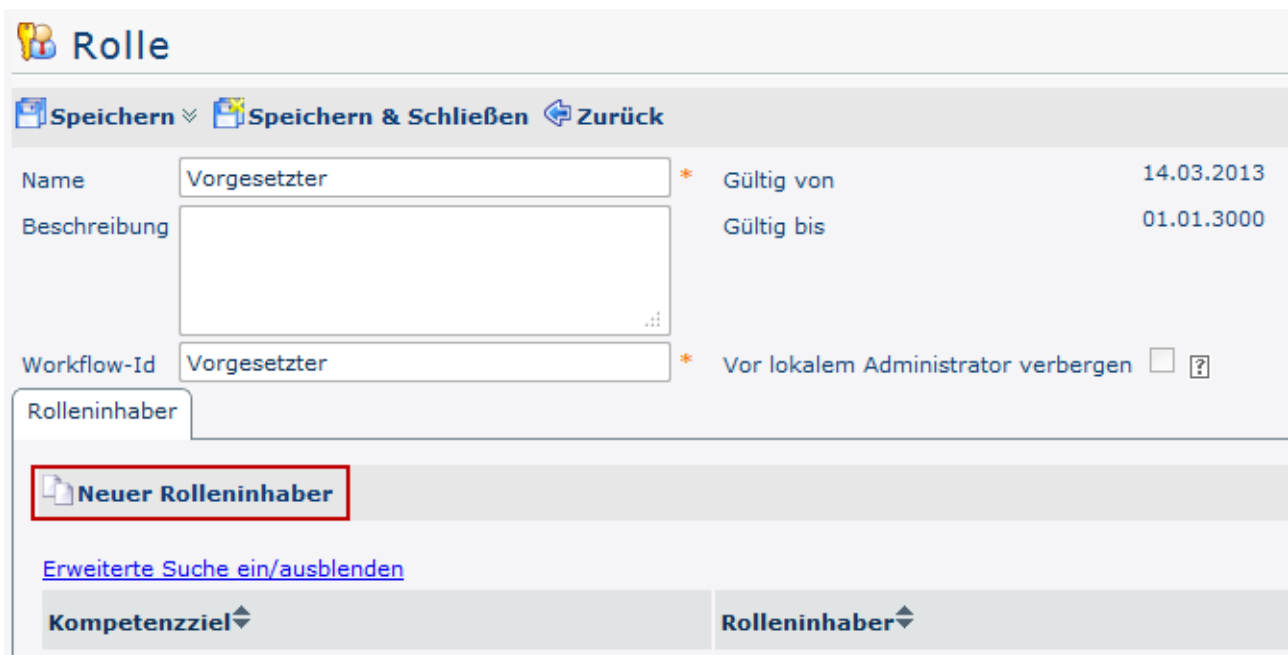 Rolle
Speichern Speichern & Schließen Zurück
Name Vorgesetzter * Gültig von 14.03.2013
Beschreibung Gültig bis 01.01.3000
Workflow-Id Vorgesetzter * Vor lokalem Administrator verbergen ?
Rolleninhaber
Neuer Rolleninhaber
Erweiterte Suche ein/ausblenden
Kompetenzziel Rolleninhaber